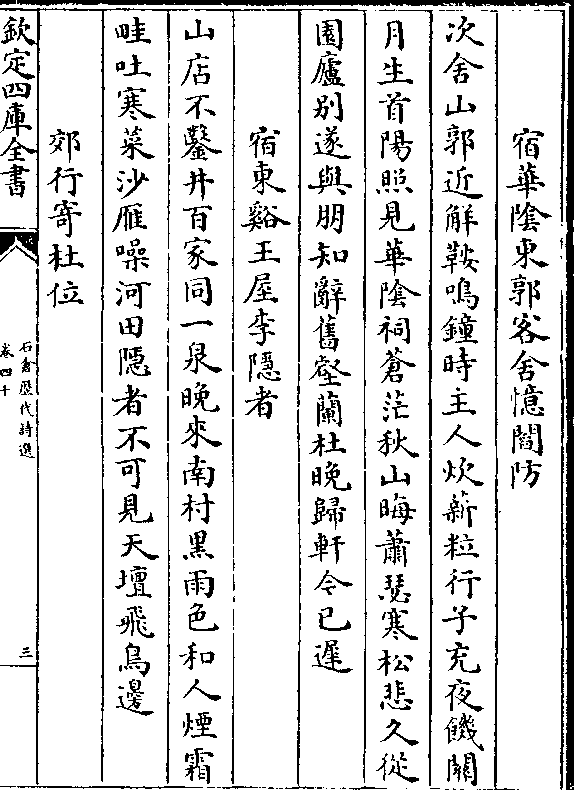 宿華陰東郭客舍憶閻防
次舍山郭近解鞍鳴鐘時主人炊薪粒行子充夜饑關
月生首陽照見華陰祠蒼茫秋山晦蕭瑟寒松悲久從
園廬別遂與朋知辭舊壑蘭杜晚歸軒令已遲
宿東谿王屋李隱者
山店不鑿井百家同一泉晚來南村黒雨色和人煙霜
畦吐寒菜沙雁噪河田隱者不可見天壇飛鳥邊
郊行寄杜位
欽定四庫全書
石倉歷代詩選
卷四十
三